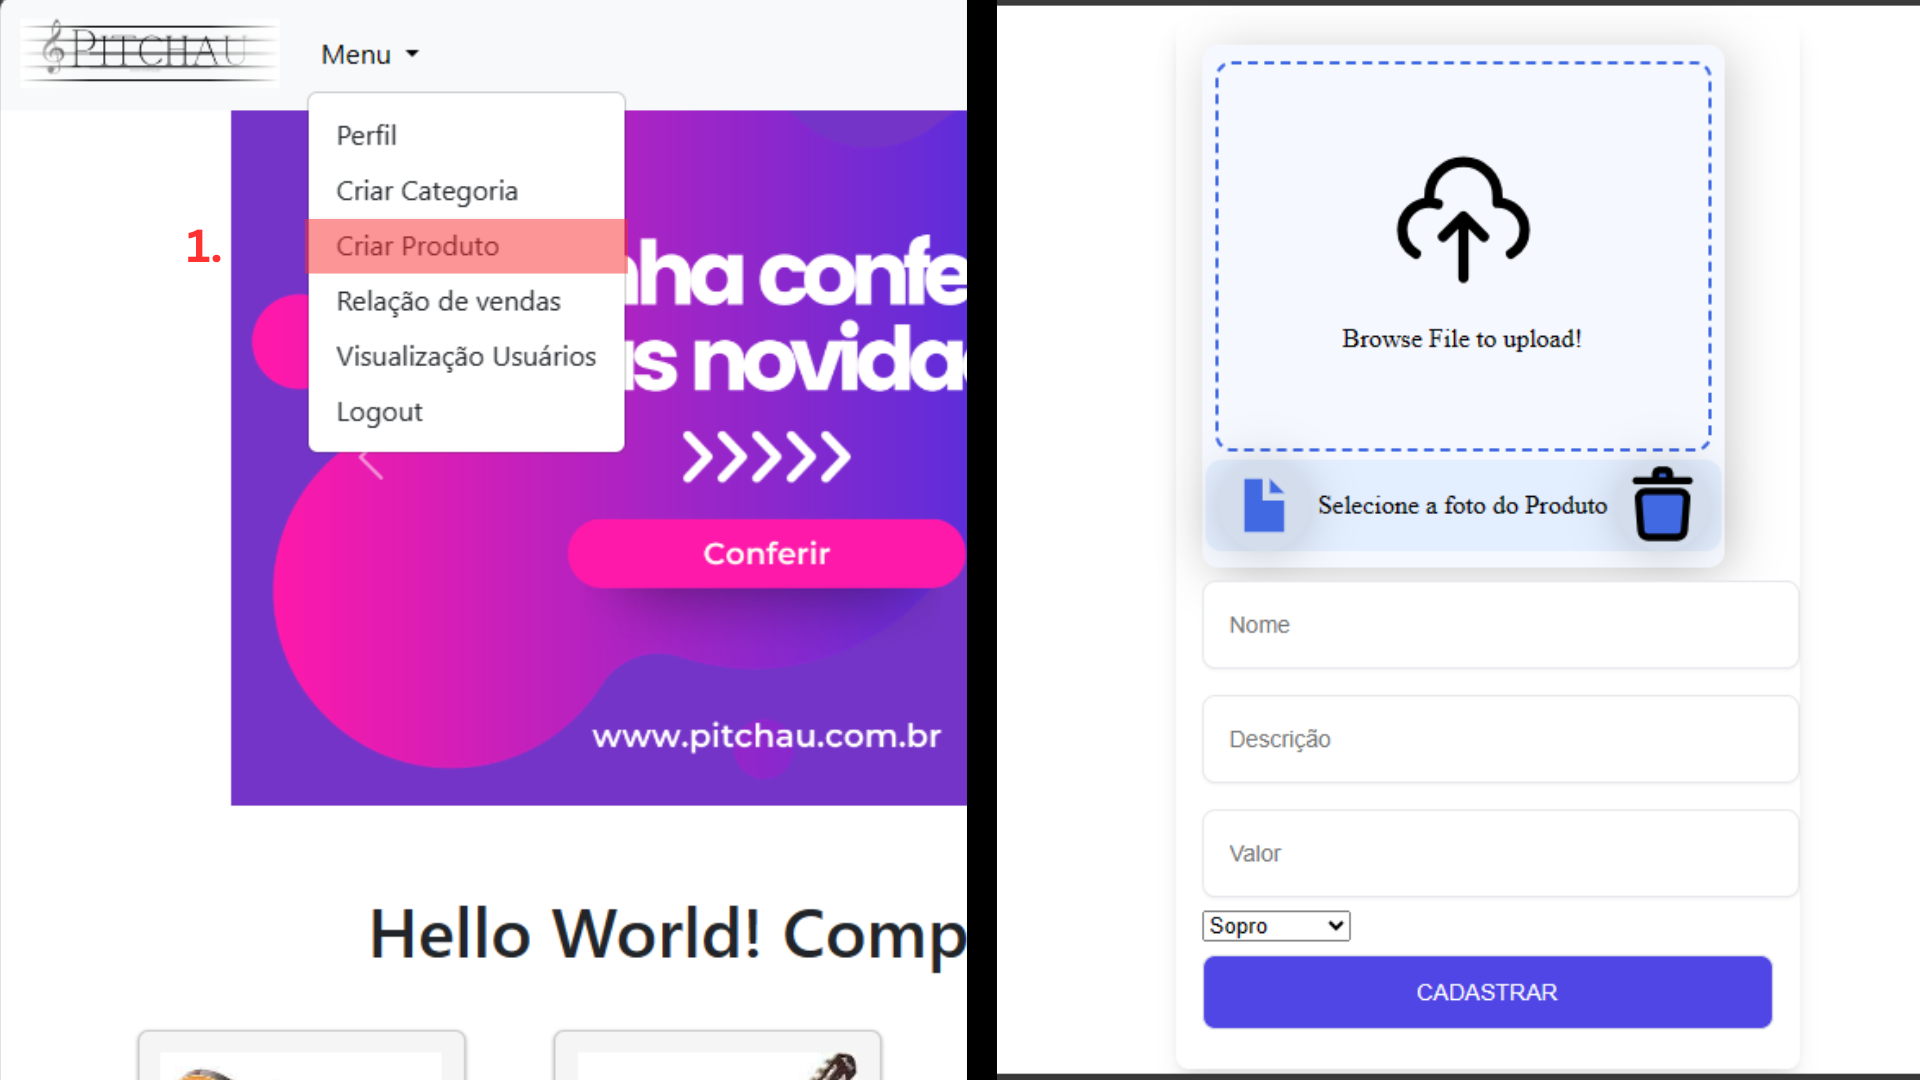 PITCHAU
Menu
Perfil
Criar Categoria
1.
Criar Produto
Relação de vendas
Visualização Usuários
Logout
nha confe
s novida
Conferir
www.pitchau.com.br
Hello World! Comp
Browse File to upload!
Selecione a foto do Produto
Nome
Descrição
Valor
Sopro
CADASTRAR